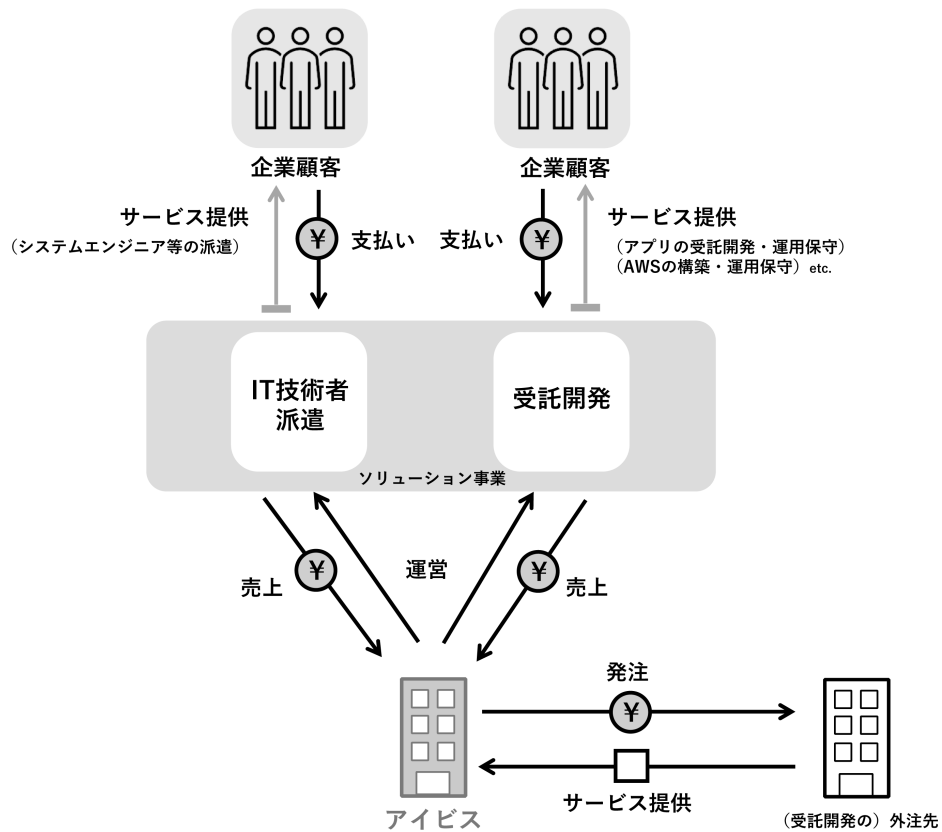 企業顧客
企業顧客
サービス提供
（システムエンジニア等の派遣）
¥
支払い
支払い
¥
サービス提供
（アプリの受託開発・運用保守）
（AWSの構築・運用保守）etc.
IT技術者
派遣
受託開発
ソリューション事業
売上
¥
運営
¥
売上
発注
¥
サービス提供
アイビス
（受託開発の）外注先